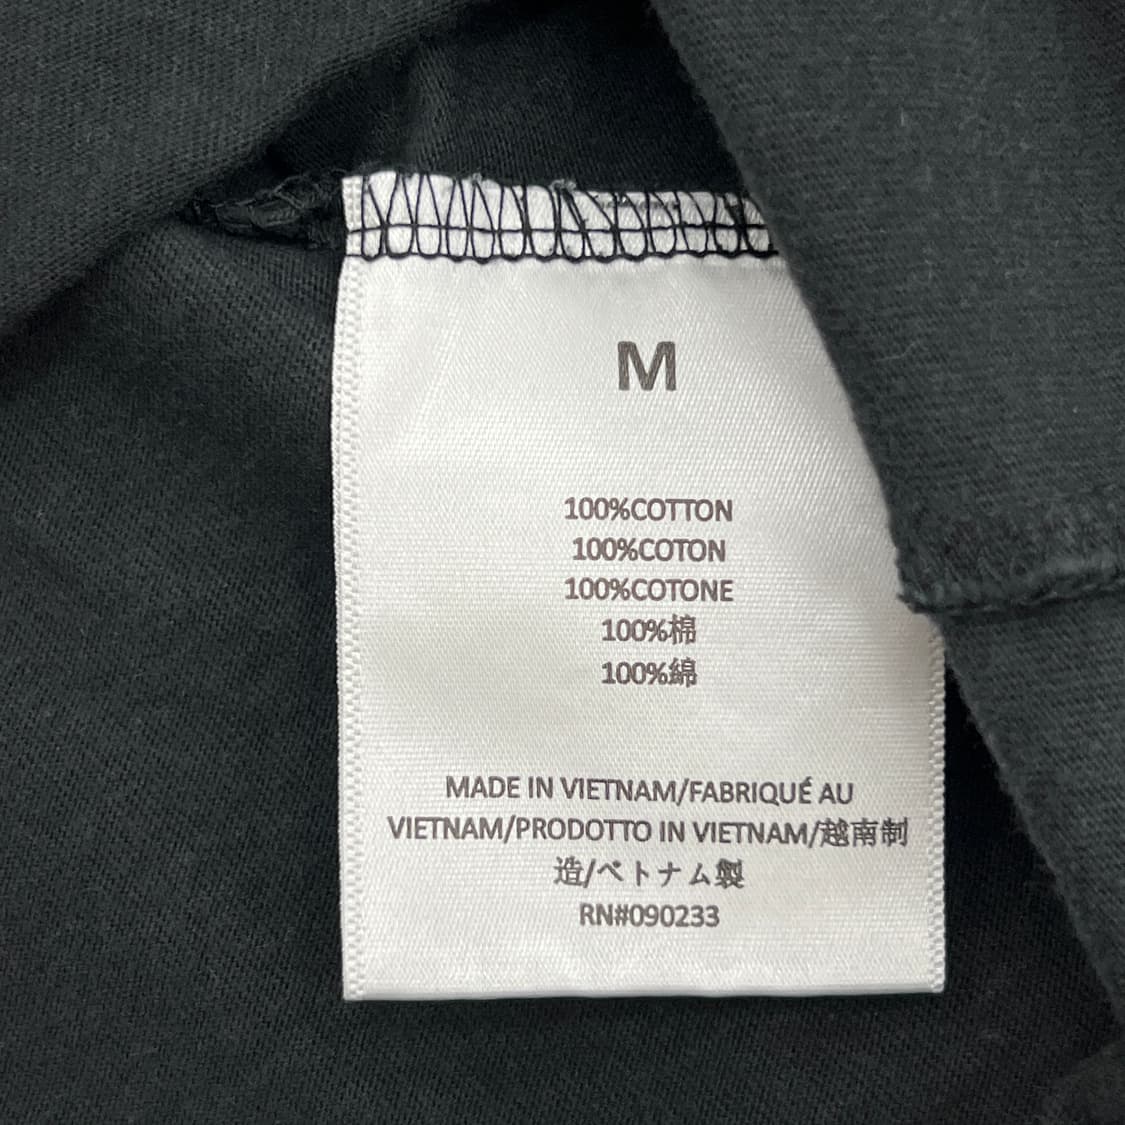 M
100%COTTON
100%COTON
100%COTONE
100%棉
100%綿
MADE IN VIETNAM/FABRIQUÉ AU
VIETNAM/PRODOTTO IN VIETNAM/越南制
造/ベトナム製
RN#090233